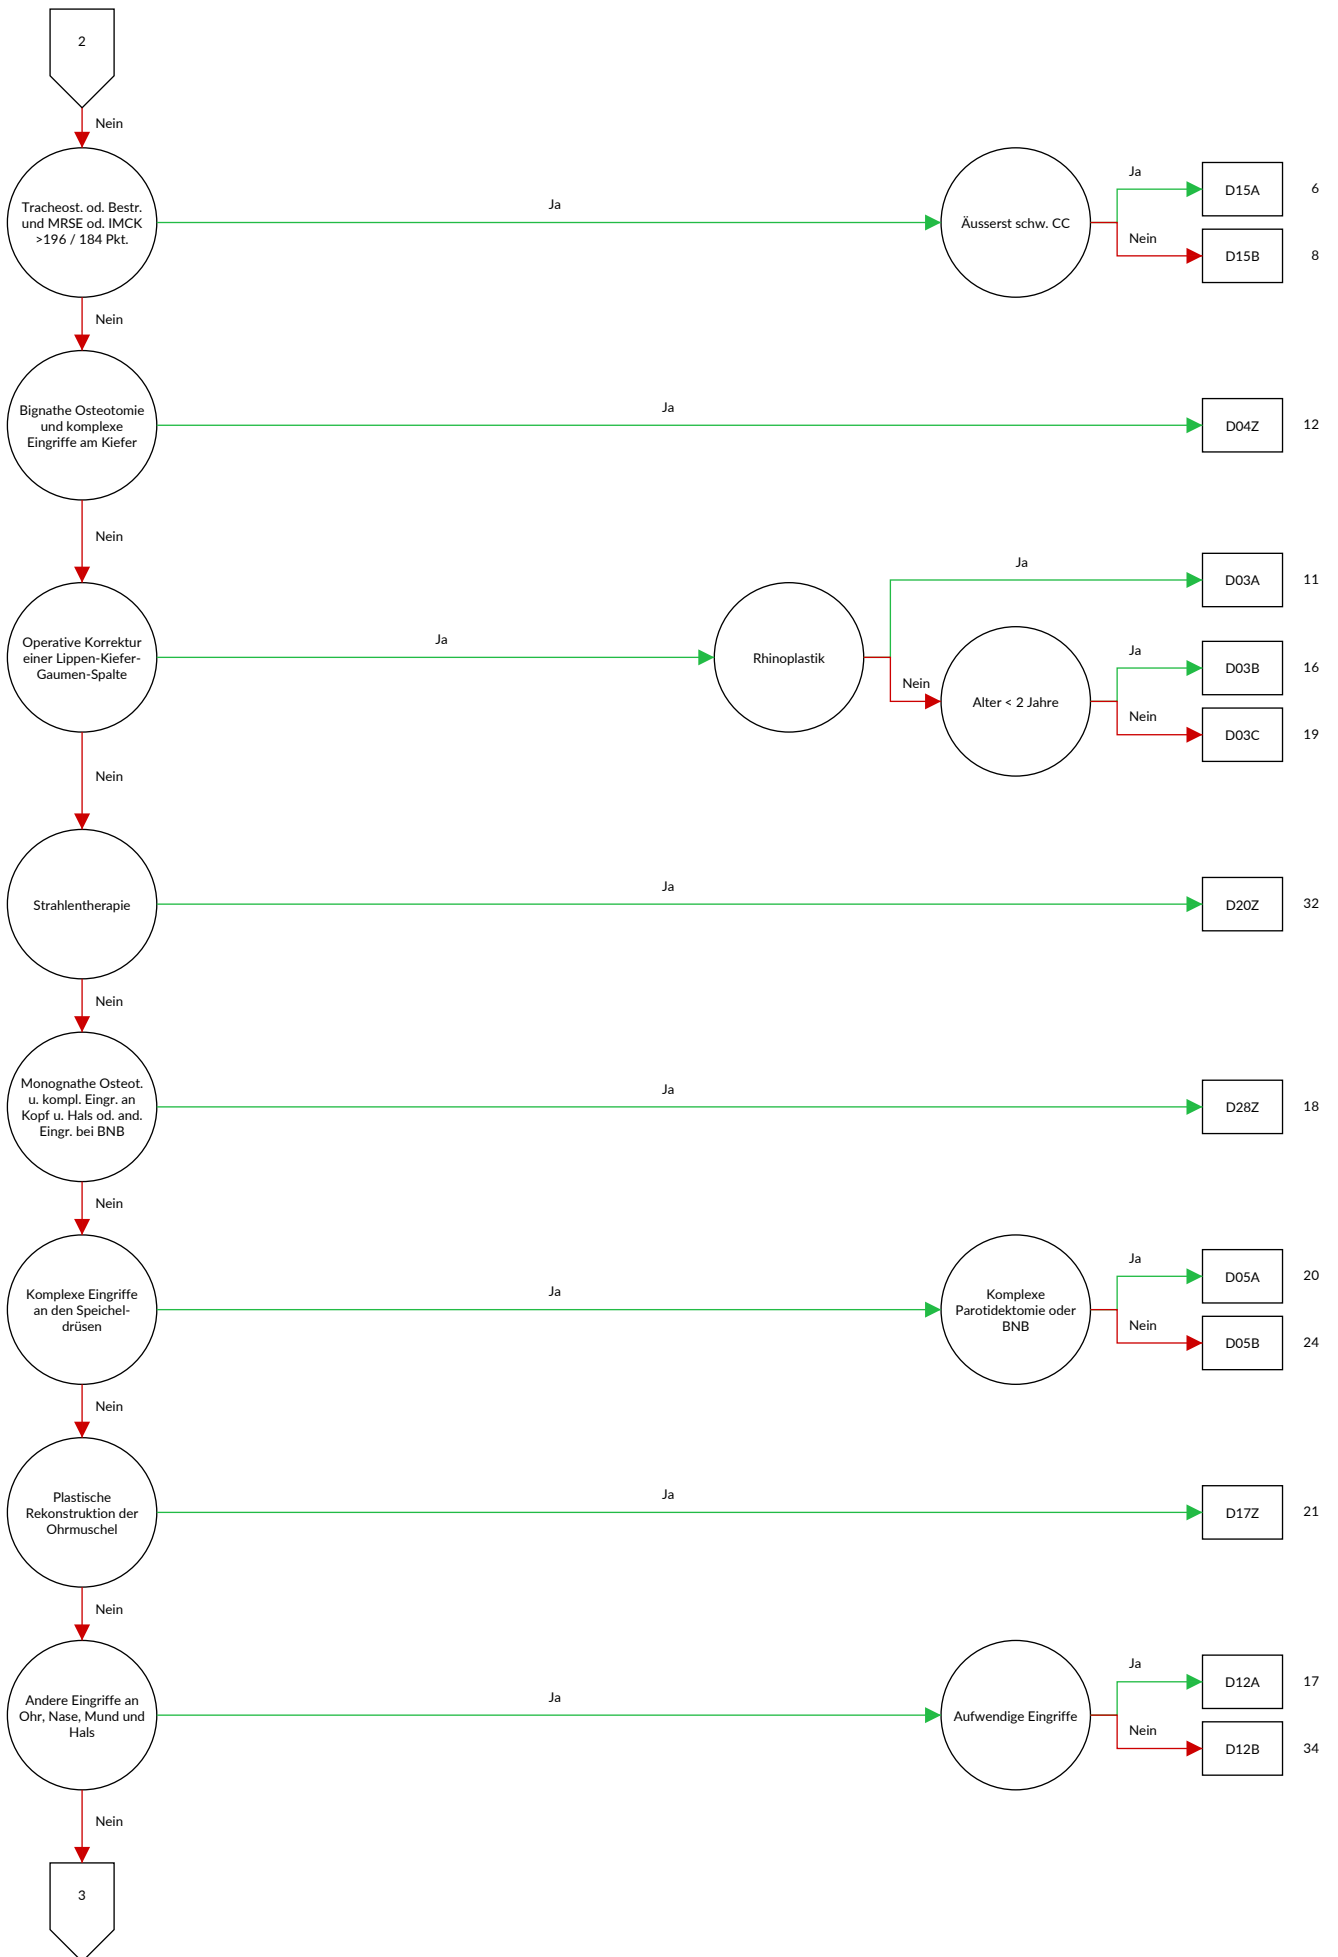 2
Nein
Tracheost. od. Bestr.
und MRSE od. IMCK
>196 / 184 Pkt.
Ja
Äusserst schw. CC
Ja
D15A
6
Nein
D15B
8
Nein
Bignathe Osteotomie
und komplexe
Eingriffe am Kiefer
Ja
D04Z
12
Nein
Operative Korrektur
einer Lippen-Kiefer-
Gaumen-Spalte
Ja
Rhinoplastik
Ja
D03A
11
Nein
Alter < 2 Jahre
Ja
D03B
16
Nein
D03C
19
Nein
Strahlentherapie
Ja
D20Z
32
Nein
Monognathe Osteot.
u. kompl. Eingr. an
Kopf u. Hals od. and.
Eingr. bei BNB
Ja
D28Z
18
Nein
Komplexe Eingriffe
an den Speichel-
drüsen
Ja
Komplexe
Parotidektomie oder
BNB
Ja
D05A
20
Nein
D05B
24
Nein
Plastische
Rekonstruktion der
Ohrmuschel
Ja
D17Z
21
Nein
Andere Eingriffe an
Ohr, Nase, Mund und
Hals
Ja
Aufwendige Eingriffe
Ja
D12A
17
Nein
D12B
34
Nein
3